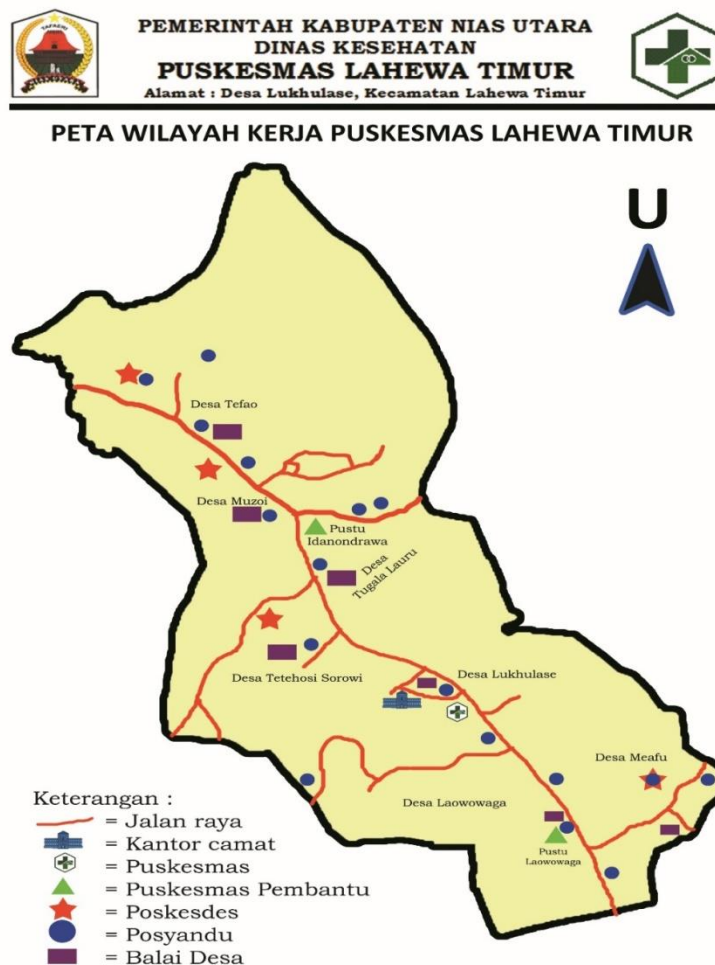 PEMERINTAH KABUPATEN NIAS UTARA
DINAS KESEHATAN
PUSKESMAS LAHEWA TIMUR
Alamat : Desa Lukhulase, Kecamatan Lahewa Timur
PETA WILAYAH KERJA PUSKESMAS LAHEWA TIMUR
U
Desa Tefao
Desa Muzoi
Pustu
Idanondrawa
Desa
Tugala Lauru
Desa Tetehosi Sorowi
Desa Lukhulase
Desa Meafu
Desa Laowowaga
Pustu
Laowowaga
Keterangan :
= Jalan raya
= Kantor camat
= Puskesmas
= Puskesmas Pembantu
= Poskesdes
= Posyandu
= Balai Desa